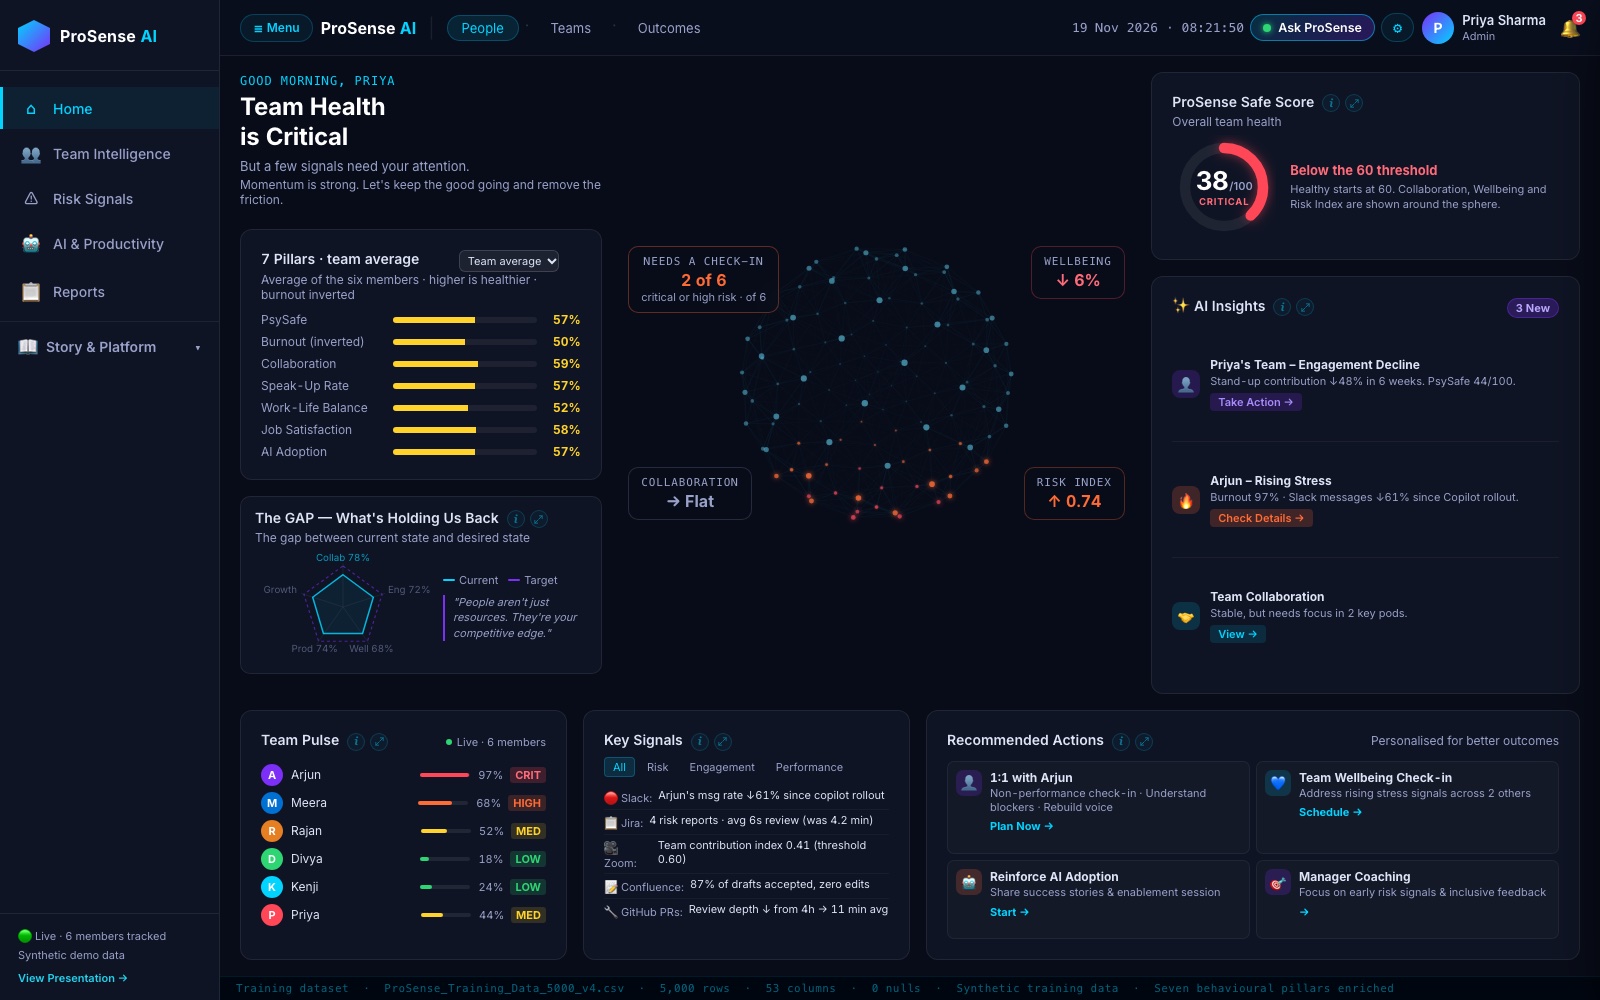 ProSense AI
Home
Team Intelligence
Risk Signals
AI & Productivity
Reports
Story & Platform
Live · 6 members tracked
Synthetic demo data
View Presentation →
≡ Menu
ProSense AI
People
Teams
Outcomes
19 Nov 2026 · 08:21:50
Ask ProSense
P
Priya Sharma
Admin
3
GOOD MORNING, PRIYA
Team Health
is Critical
But a few signals need your attention.
Momentum is strong. Let's keep the good going and remove the
friction.
7 Pillars · team average
Team average
Average of the six members · higher is healthier ·
burnout inverted
PsySafe 57%
Burnout (inverted) 50%
Collaboration 59%
Speak-Up Rate 57%
Work-Life Balance 52%
Job Satisfaction 58%
AI Adoption 57%
The GAP — What's Holding Us Back i
The gap between current state and desired state
Collab 78%
Growth
Eng 72%
Prod 74%
Well 68%
Current Target
"People aren't just
resources. They're your
competitive edge."
NEEDS A CHECK-IN
2 of 6
critical or high risk · of 6
WELLBEING
↓ 6%
COLLABORATION
→ Flat
RISK INDEX
↑ 0.74
ProSense Safe Score i
Overall team health
38/100
CRITICAL
Below the 60 threshold
Healthy starts at 60. Collaboration, Wellbeing and
Risk Index are shown around the sphere.
AI Insights i
3 New
Priya's Team – Engagement Decline
Stand-up contribution ↓48% in 6 weeks. PsySafe 44/100.
Take Action →
Arjun – Rising Stress
Burnout 97% · Slack messages ↓61% since Copilot rollout.
Check Details →
Team Collaboration
Stable, but needs focus in 2 key pods.
View →
Team Pulse i
Live · 6 members
A Arjun 97% CRIT
M Meera 68% HIGH
R Rajan 52% MED
D Divya 18% LOW
K Kenji 24% LOW
P Priya 44% MED
Key Signals i
All Risk Engagement Performance
Slack: Arjun's msg rate ↓61% since copilot rollout
Jira: 4 risk reports · avg 6s review (was 4.2 min)
Zoom: Team contribution index 0.41 (threshold
0.60)
Confluence: 87% of drafts accepted, zero edits
GitHub PRs: Review depth ↓ from 4h → 11 min avg
Recommended Actions i
Personalised for better outcomes
1:1 with Arjun
Non-performance check-in · Understand
blockers · Rebuild voice
Plan Now →
Team Wellbeing Check-in
Address rising stress signals across 2 others
Schedule →
Reinforce AI Adoption
Share success stories & enablement session
Start →
Manager Coaching
Focus on early risk signals & inclusive feedback
→
Training dataset · ProSense_Training_Data_5000_v4.csv · 5,000 rows · 53 columns · 0 nulls · Synthetic training data · Seven behavioural pillars enriched